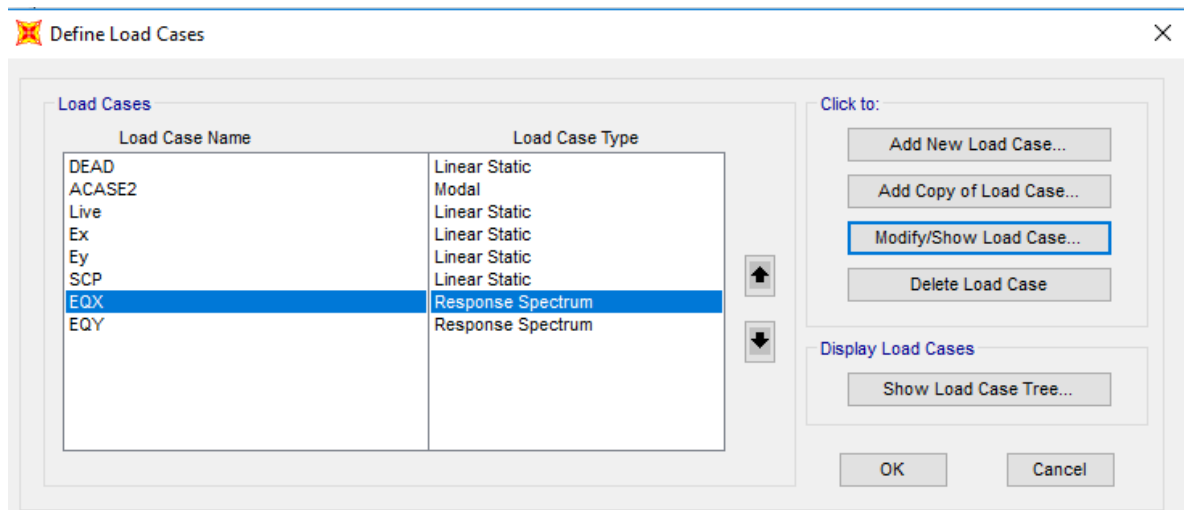 Define Load Cases
Load Cases
Click to:
Load Case Name Load Case Type
Add New Load Case...
DEAD Linear Static
ACASE2 Modal
Add Copy of Load Case...
Live Linear Static
Ex Linear Static
Modify/Show Load Case...
Ey Linear Static
SCP Linear Static
Delete Load Case
EQX Response Spectrum
EQY Response Spectrum
Display Load Cases
Show Load Case Tree...
OK Cancel